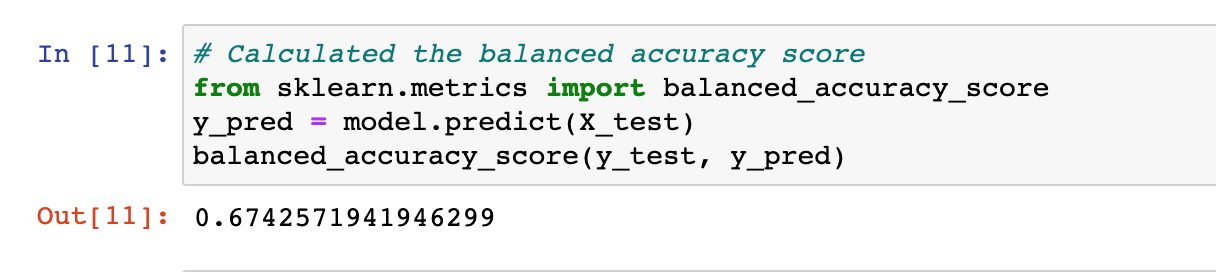 In [11]: # Calculated the balanced accuracy score
from sklearn.metrics import balanced_accuracy_score
y_pred = model.predict(X_test)
balanced_accuracy_score(y_test, y_pred)
Out[11]: 0.6742571941946299